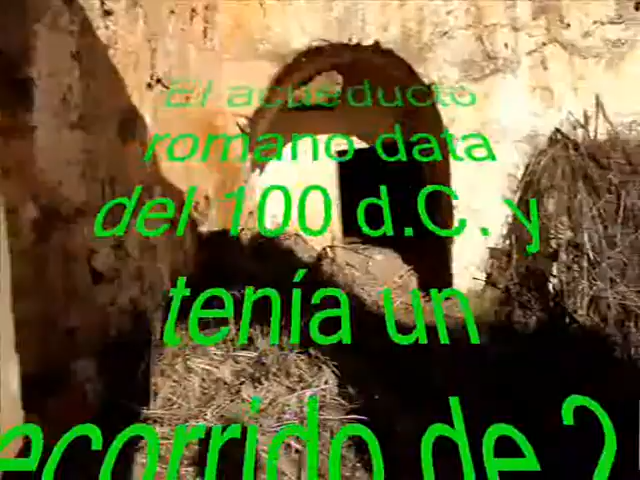 El acueducto
romano data
del 100 d.C. y
tenía un
ecorrido de 2